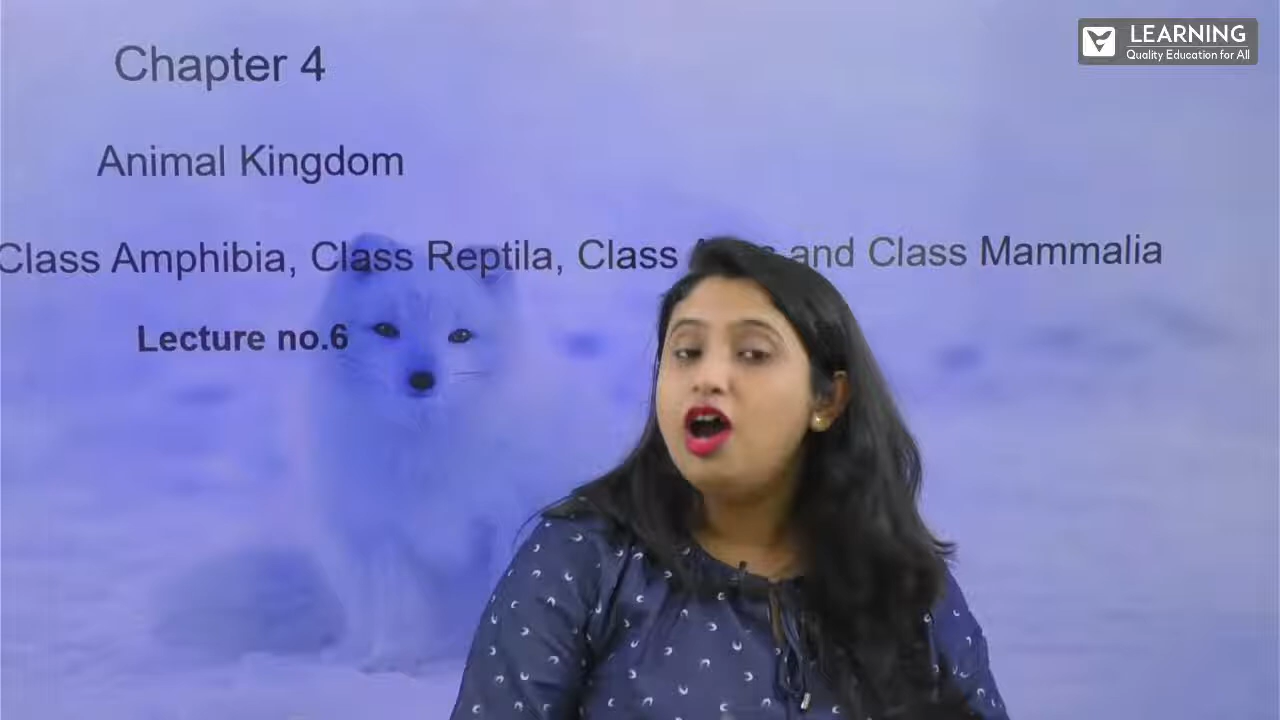 LEARNING
Quality Education for All
Chapter 4
Animal Kingdom
Class Amphibia, Class Reptila, Class and Class Mammalia
Lecture no.6